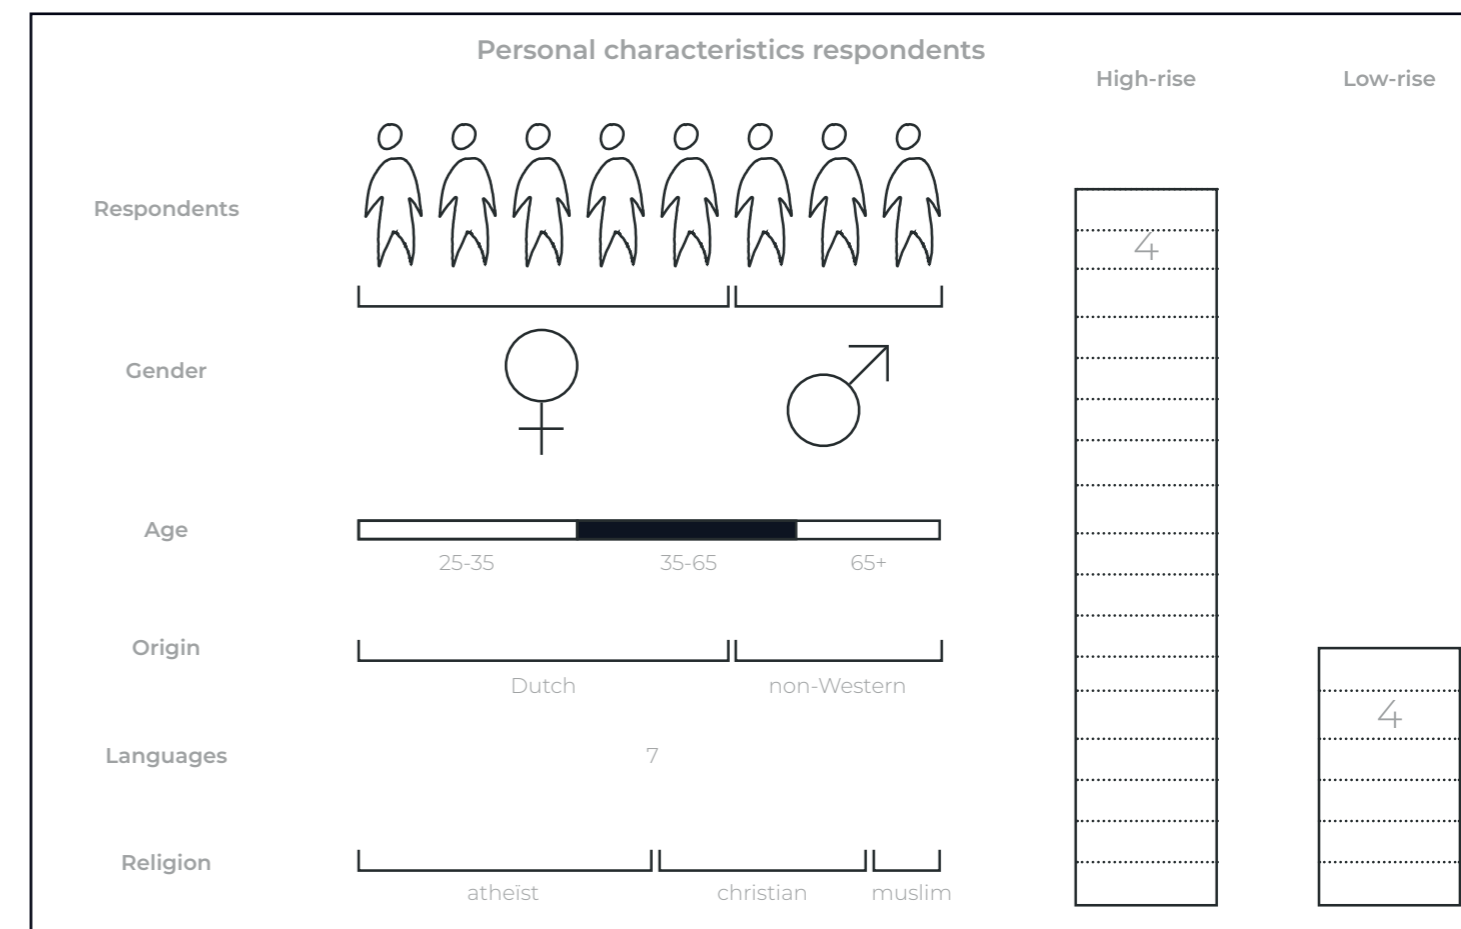 Personal characteristics respondents
High-rise
Low-rise
Respondents
4
Gender
Age
25-35
35-65
65+
Origin
Dutch
non-Western
4
Languages
7
Religion
atheïst
christian
muslim